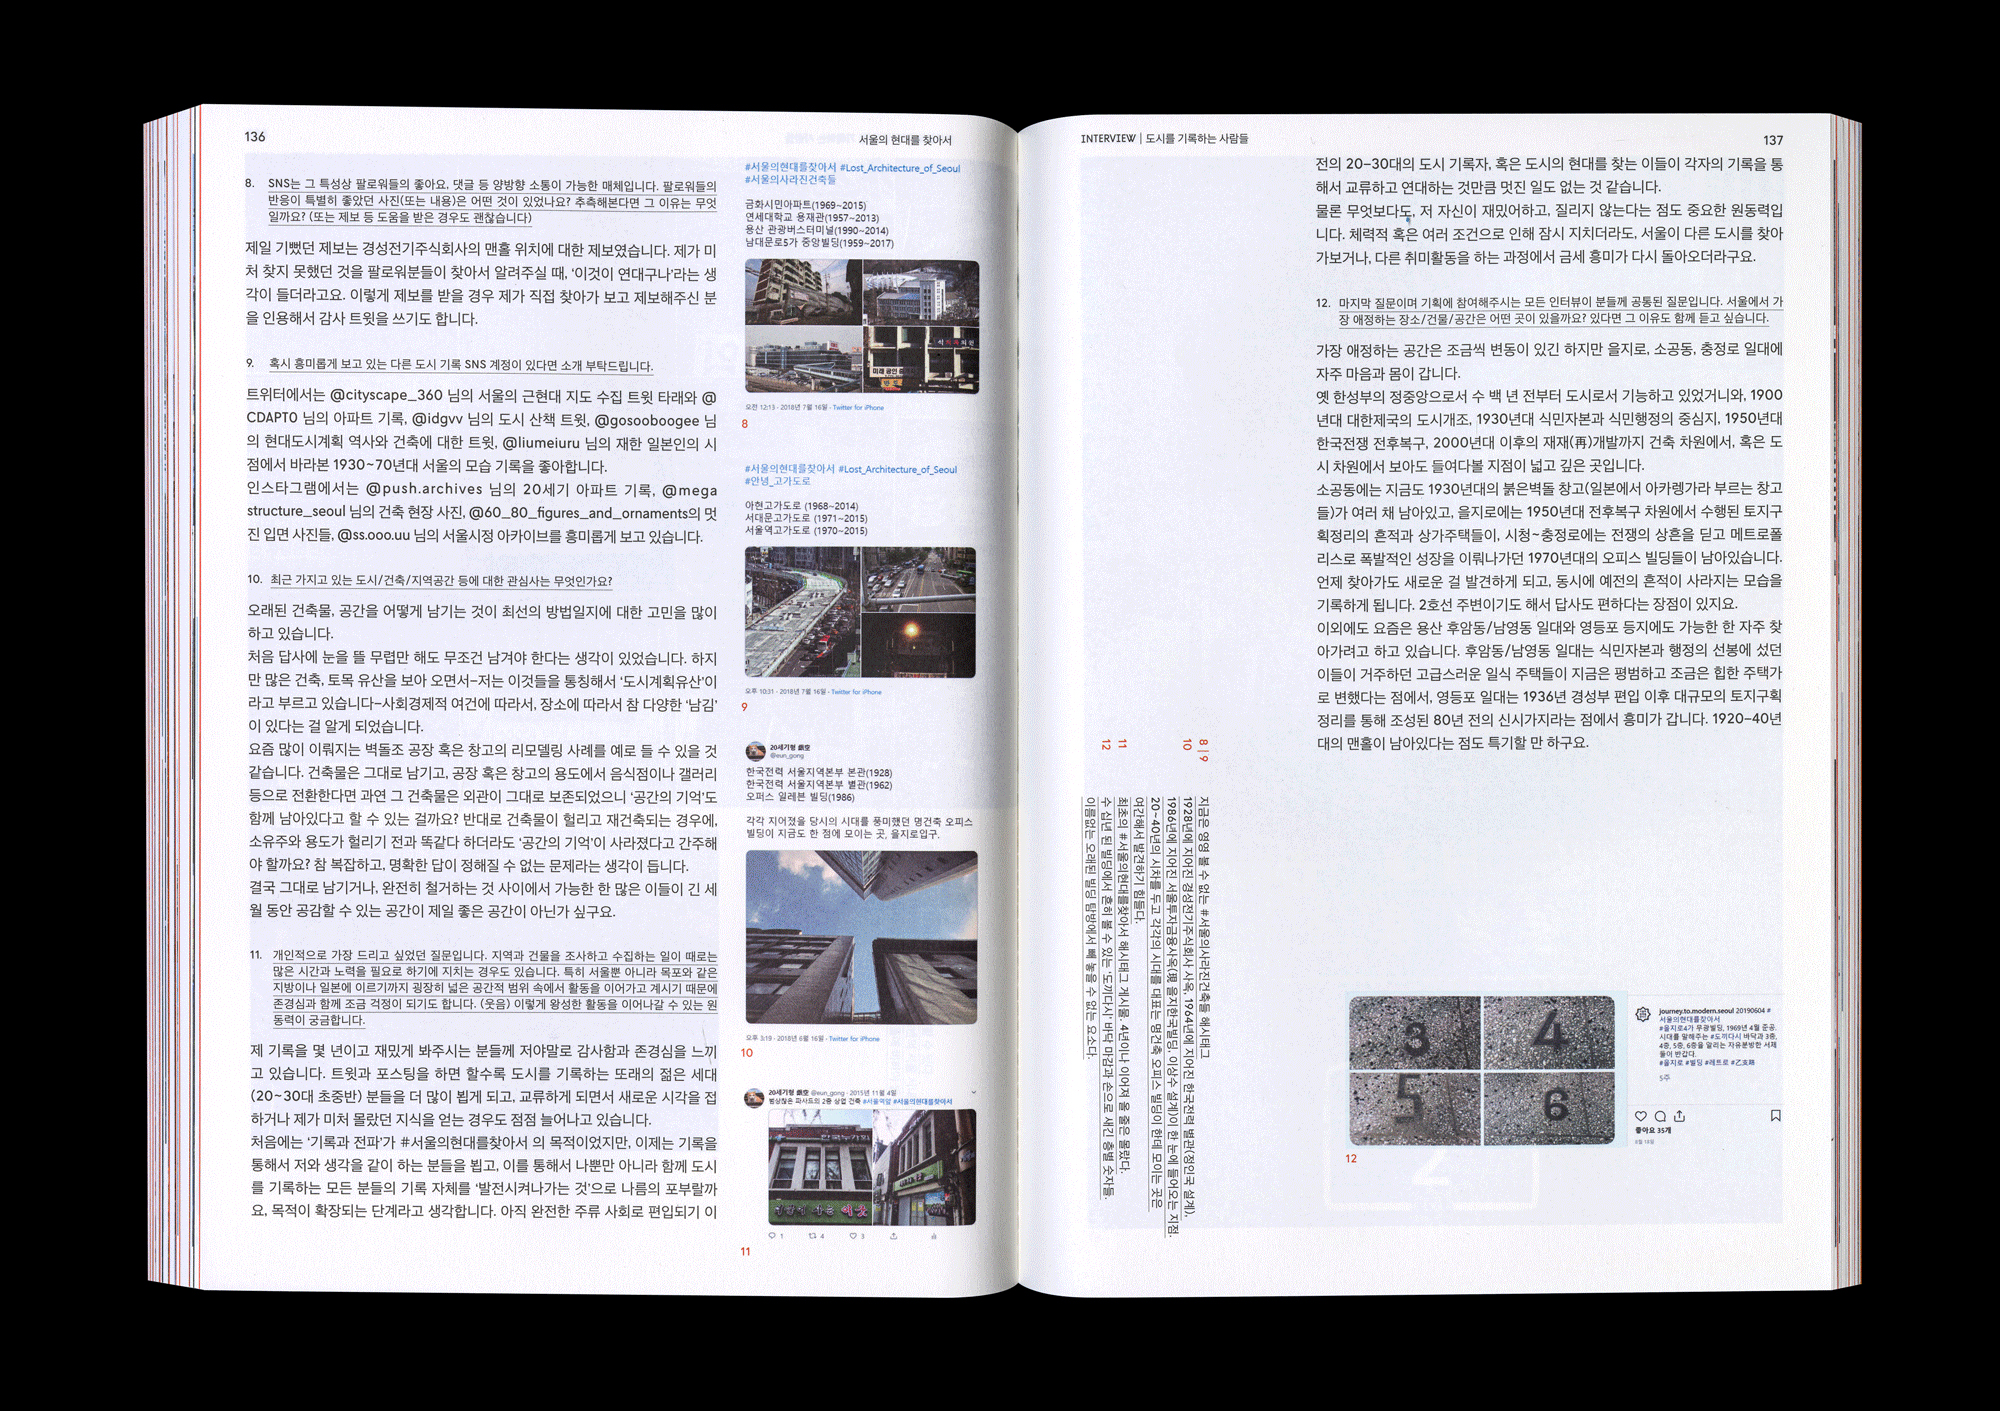 136
서울의 현대를 찾아서
8. SNS는 그 특성상 팔로워들의 좋아요, 댓글 등 양방향 소통이 가능한 매체입니다. 팔로워들의
반응이 특별히 좋았던 사진(또는 내용)은 어떤 것이 있었나요? 추측해본다면 그 이유는 무엇
일까요? (또는 제보 등 도움을 받은 경우도 괜찮습니다)
제일 기뻤던 제보는 경성전기주식회사의 맨홀 위치에 대한 제보였습니다. 제가 미
처 찾지 못했던 것을 팔로워분들이 찾아서 알려주실 때, ‘이것이 연대구나’라는 생
각이 들더라고요. 이렇게 제보를 받을 경우 제가 직접 찾아가 보고 제보해주신 분
을 인용해서 감사 트윗을 쓰기도 합니다.
9. 혹시 흥미롭게 보고 있는 다른 도시 기록 SNS 계정이 있다면 소개 부탁드립니다.
트위터에서는 @cityscape_360 님의 서울의 근현대 지도 수집 트윗 타래와 @
CDAPT0 님의 아파트 기록, @idgvv 님의 도시 산책 트윗, @gosooboogee 님
의 현대도시계획 역사와 건축에 대한 트윗, @liumeiuru 님의 재한 일본인의 시
점에서 바라본 1930~70년대 서울의 모습 기록을 좋아합니다.
인스타그램에서는 @push.archives 님의 20세기 아파트 기록, @mega
structure_seoul 님의 건축 현장 사진, @60_80_figures_and_ornaments의 멋
진 입면 사진들, @ss.ooo.uu 님의 서울시정 아카이브를 흥미롭게 보고 있습니다.
10. 최근 가지고 있는 도시/건축/지역공간 등에 대한 관심사는 무엇인가요?
오래된 건축물, 공간을 어떻게 남기는 것이 최선의 방법일지에 대한 고민을 많이
하고 있습니다.
처음 답사에 눈을 뜰 무렵만 해도 무조건 남겨야 한다는 생각이 있었습니다. 하지
만 많은 건축, 토목 유산을 보아 오면서–저는 이것들을 통칭해서 ‘도시계획유산’이
라고 부르고 있습니다–사회경제적 여건에 따라서, 장소에 따라서 참 다양한 ‘남김’
이 있다는 걸 알게 되었습니다.
요즘 많이 이뤄지는 벽돌조 공장 혹은 창고의 리모델링 사례를 예로 들 수 있을 것
같습니다. 건축물은 그대로 남기고, 공장 혹은 창고의 용도에서 음식점이나 갤러리
등으로 전환한다면 과연 그 건축물은 외관이 그대로 보존되었으니 ‘공간의 기억’도
함께 남아있다고 할 수 있는 걸까요? 반대로 건축물이 헐리고 재건축되는 경우에,
소유주와 용도가 헐리기 전과 똑같다 하더라도 ‘공간의 기억’이 사라졌다고 간주해
야 할까요? 참 복잡하고, 명확한 답이 정해질 수 없는 문제라는 생각이 듭니다.
결국 그대로 남기거나, 완전히 철거하는 것 사이에서 가능한 한 많은 이들이 긴 세
월 동안 공감할 수 있는 공간이 제일 좋은 공간이 아닌가 싶구요.
11. 개인적으로 가장 드리고 싶었던 질문입니다. 지역과 건물을 조사하고 수집하는 일이 때로는
많은 시간과 노력을 필요로 하기에 지치는 경우도 있습니다. 특히 서울뿐 아니라 목포와 같은
지방이나 일본에 이르기까지 굉장히 넓은 공간적 범위 속에서 활동을 이어가고 계시기 때문에
존경심과 함께 조금 걱정이 되기도 합니다. (웃음) 이렇게 왕성한 활동을 이어나갈 수 있는 원
동력이 궁금합니다.
제 기록을 몇 년이고 재밌게 봐주시는 분들께 저야말로 감사함과 존경심을 느끼
고 있습니다. 트윗과 포스팅을 하면 할수록 도시를 기록하는 또래의 젊은 세대
(20~30대 초중반) 분들을 더 많이 뵙게 되고, 교류하게 되면서 새로운 시각을 접
하거나 제가 미처 몰랐던 지식을 얻는 경우도 점점 늘어나고 있습니다.
처음에는 ‘기록과 전파’가 #서울의현대를찾아서 의 목적이었지만, 이제는 기록을
통해서 저와 생각을 같이 하는 분들을 뵙고, 이를 통해서 나뿐만 아니라 함께 도시
를 기록하는 모든 분들의 기록 자체를 ‘발전시켜나가는 것’으로 나름의 포부랄까
요, 목적이 확장되는 단계라고 생각합니다. 아직 완전한 주류 사회로 편입되기 이
#서울의현대를찾아서 #Lost_Architecture_of_Seoul
#서울의사라진건축들
금화시민아파트(1969~2015)
연세대학교 용재관(1957~2013)
용산 관광버스터미널(1990~2014)
남대문로5가 중앙빌딩(1959~2017)
오전 12:13 - 2018년 7월 16일 - Twitter for iPhone
8
#서울의현대를찾아서 #Lost_Architecture_of_Seoul
#안녕_고가도로
아현고가도로 (1968~2014)
서대문고가도로 (1971~2015)
서울역고가도로 (1970~2015)
오후 10:31 - 2018년 7월 16일 - Twitter for iPhone
9
20세기형 銀空
@eun_gong
한국전력 서울지역본부 본관(1928)
한국전력 서울지역본부 별관(1962)
오퍼스 일레븐 빌딩(1986)
각각 지어졌을 당시의 시대를 풍미했던 명건축 오피스
빌딩이 지금도 한 점에 모이는 곳, 을지로입구.
오후 3:19 - 2018년 6월 16일 - Twitter for iPhone
10
20세기형 銀空 @eun_gong · 2015년 11월 4일
범상찮은 파사드의 2층 상업 건축 #서울역앞 #서울의현대를찾아서
1 4 3
11
INTERVIEW | 도시를 기록하는 사람들
137
8 | 9
10
11
12
지금은 영영 볼 수 없는 #서울의사라진건축들 해시태그
1928년에 지어진 경성전기주식회사 사옥, 1964년에 지어진 한국전력 별관(정인국 설계),
1986년에 지어진 서울투자금융사옥(現 을지한국빌딩, 이상수 설계)이 한 눈에 들어오는 지점.
20~40년의 시차를 두고 각각의 시대를 대표하는 명건축 오피스 빌딩이 한데 모이는 곳은
여간해서 발견하기 힘들다.
최초의 #서울의현대를찾아서 해시태그 게시물. 4년이나 이어져 올 줄은 몰랐다.
수 십년 된 빌딩에서 흔히 볼 수 있는 ‘도끼다시’ 바닥 마감과 손으로 새긴 층별 숫자들.
이름없는 오래된 빌딩 탐방에서 빼 놓을 수 없는 요소다.
전의 20–30대의 도시 기록자, 혹은 도시의 현대를 찾는 이들이 각자의 기록을 통
해서 교류하고 연대하는 것만큼 멋진 일도 없는 것 같습니다.
물론 무엇보다도, 저 자신이 재밌어하고, 질리지 않는다는 점도 중요한 원동력입
니다. 체력적 혹은 여러 조건으로 인해 잠시 지치더라도, 서울이 다른 도시를 찾아
가보거나, 다른 취미활동을 하는 과정에서 금세 흥미가 다시 돌아오더라구요.
12. 마지막 질문이며 기획에 참여해주시는 모든 인터뷰이 분들께 공통된 질문입니다. 서울에서 가
장 애정하는 장소/건물/공간은 어떤 곳이 있을까요? 있다면 그 이유도 함께 듣고 싶습니다.
가장 애정하는 공간은 조금씩 변동이 있긴 하지만 을지로, 소공동, 충정로 일대에
자주 마음과 몸이 갑니다.
옛 한성부의 정중앙으로서 수 백 년 전부터 도시로서 기능하고 있었거니와, 1900
년대 대한제국의 도시개조, 1930년대 식민자본과 식민행정의 중심지, 1950년대
한국전쟁 전후복구, 2000년대 이후의 재재(再)개발까지 건축 차원에서, 혹은 도
시 차원에서 보아도 들여다볼 지점이 넓고 깊은 곳입니다.
소공동에는 지금도 1930년대의 붉은벽돌 창고(일본에서 아카렝가라 부르는 창고
들)가 여러 채 남아있고, 을지로에는 1950년대 전후복구 차원에서 수행된 토지구
획정리의 흔적과 상가주택들이, 시청~충정로에는 전쟁의 상흔을 딛고 메트로폴
리스로 폭발적인 성장을 이뤄나가던 1970년대의 오피스 빌딩들이 남아있습니다.
언제 찾아가도 새로운 걸 발견하게 되고, 동시에 예전의 흔적이 사라지는 모습을
기록하게 됩니다. 2호선 주변이기도 해서 답사도 편하다는 장점이 있지요.
이외에도 요즘은 용산 후암동/남영동 일대와 영등포 등지에도 가능한 한 자주 찾
아가려고 하고 있습니다. 후암동/남영동 일대는 식민자본과 행정의 선봉에 섰던
이들이 거주하던 고급스러운 일식 주택들이 지금은 평범하고 조금은 힙한 주택가
로 변했다는 점에서, 영등포 일대는 1936년 경성부 편입 이후 대규모의 토지구획
정리를 통해 조성된 80년 전의 신시가지라는 점에서 흥미가 갑니다. 1920–40년
대의 맨홀이 남아있다는 점도 특기할 만 하구요.
3 4
5 6
journey.to.modern.seoul 20190604 #
서울의현대를찾아서
#을지로4가 무광빌딩, 1969년 4월 준공.
시대를 말해주는 #도끼다시 바닥과 3층,
4층, 5층, 6층을 알리는 자유분방한 서체
들이 반갑다.
#을지로 #빌딩 #레트로 #乙支路
5주
좋아요 35개
12